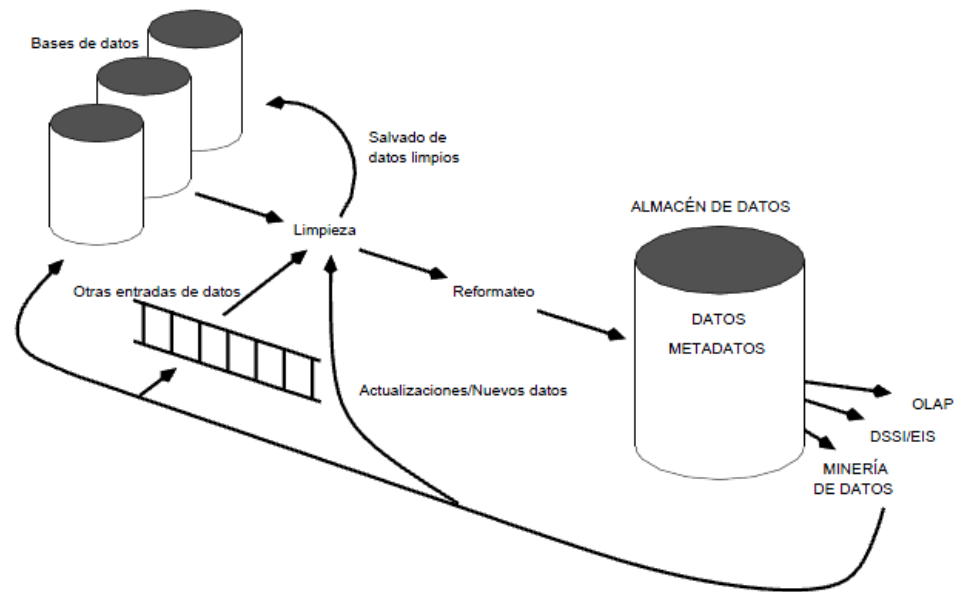 Bases de datos
Salvado de
datos limpios
ALMACÉN DE DATOS
Limpieza
Otras entradas de datos
Reformateo
DATOS
METADATOS
Actualizaciones/Nuevos datos
OLAP
DSSI/EIS
MINERÍA
DE DATOS